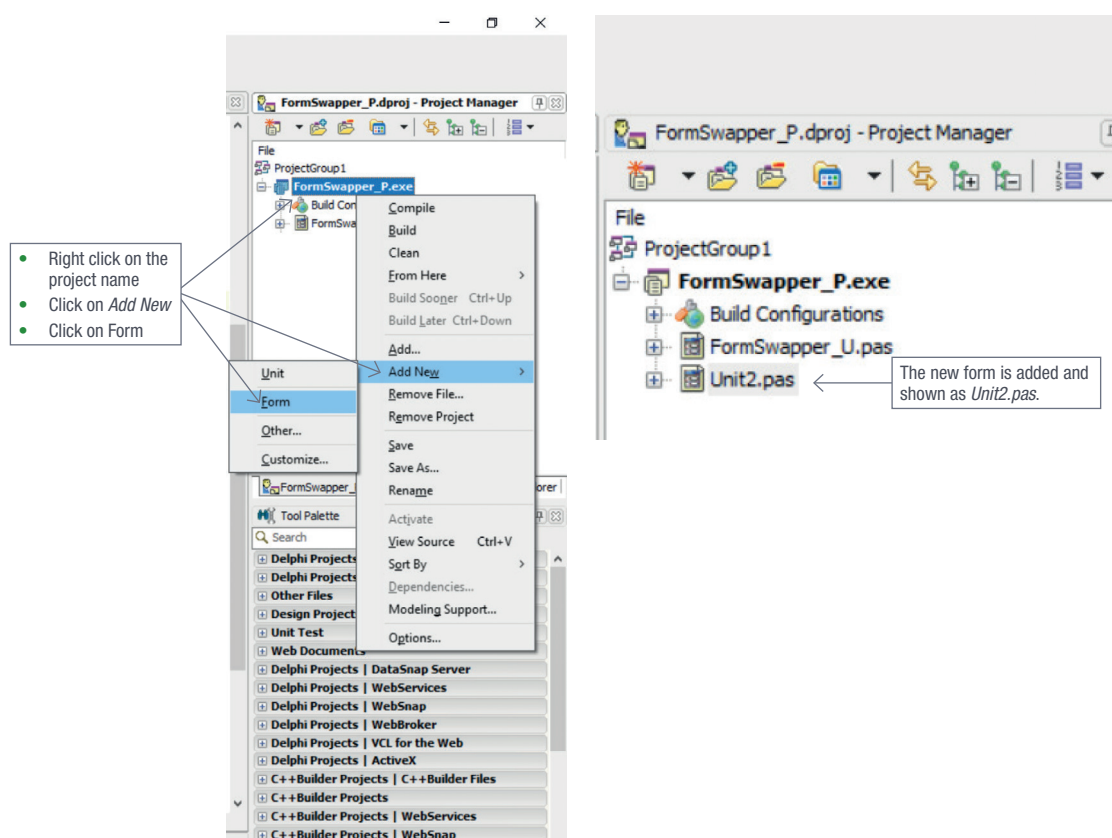 FormSwapper_P.dproj - Project Manager
File
ProjectGroup1
FormSwapper_P.exe
Build Con
FormSwa
Compile
Build
Clean
From Here
Build Sooner Ctrl+Up
Build Later Ctrl+Down
Add...
Add New
Remove File...
Remove Project
Save
Save As...
Rename
Activate
View Source Ctrl+V
Sort By
Dependencies...
Modeling Support...
Options...
Unit
Form
Other...
Customize...
• Right click on the
project name
• Click on Add New
• Click on Form
FormSwapper_ orer
Tool Palette
Search
Delphi Projects
Delphi Projects
Other Files
Design Project
Unit Test
Web Documents
Delphi Projects | DataSnap Server
Delphi Projects | WebServices
Delphi Projects | WebSnap
Delphi Projects | WebBroker
Delphi Projects | VCL for the Web
Delphi Projects | ActiveX
C++Builder Projects | C++Builder Files
C++Builder Projects
C++Builder Projects | WebServices
C++Builder Projects | WebSnap
FormSwapper_P.dproj - Project Manager
File
ProjectGroup1
FormSwapper_P.exe
Build Configurations
FormSwapper_U.pas
Unit2.pas
The new form is added and
shown as Unit2.pas.